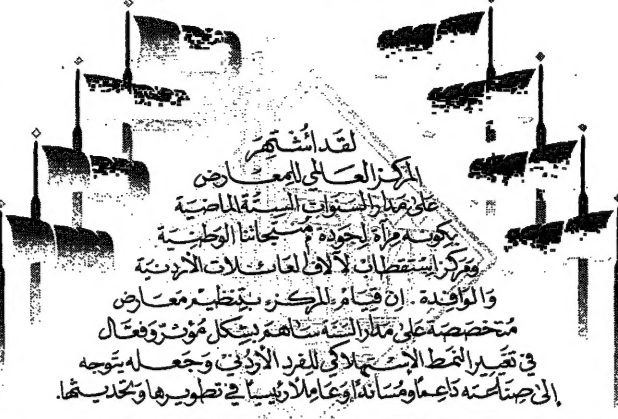 لقد اشتهر
المركز العالمي للمعارض
على مدار السنوات الستة الماضية
بكونه مرآة لجودة منتجاتنا الوطنية
ومركز استقطاب لآلاف العائلات الأردنية
والوافدة . إن قيام المركز بتنظيم معارض
متخصصة على مدار السنة ساهم بشكل مؤثر وفعال
في تغيير النمط الإستهلاكي للفرد الأردني وجعله يتوجه
إلى صناعته داعماً ومسانداً وعاملاً رئيسياً في تطويرها وتحديثها.